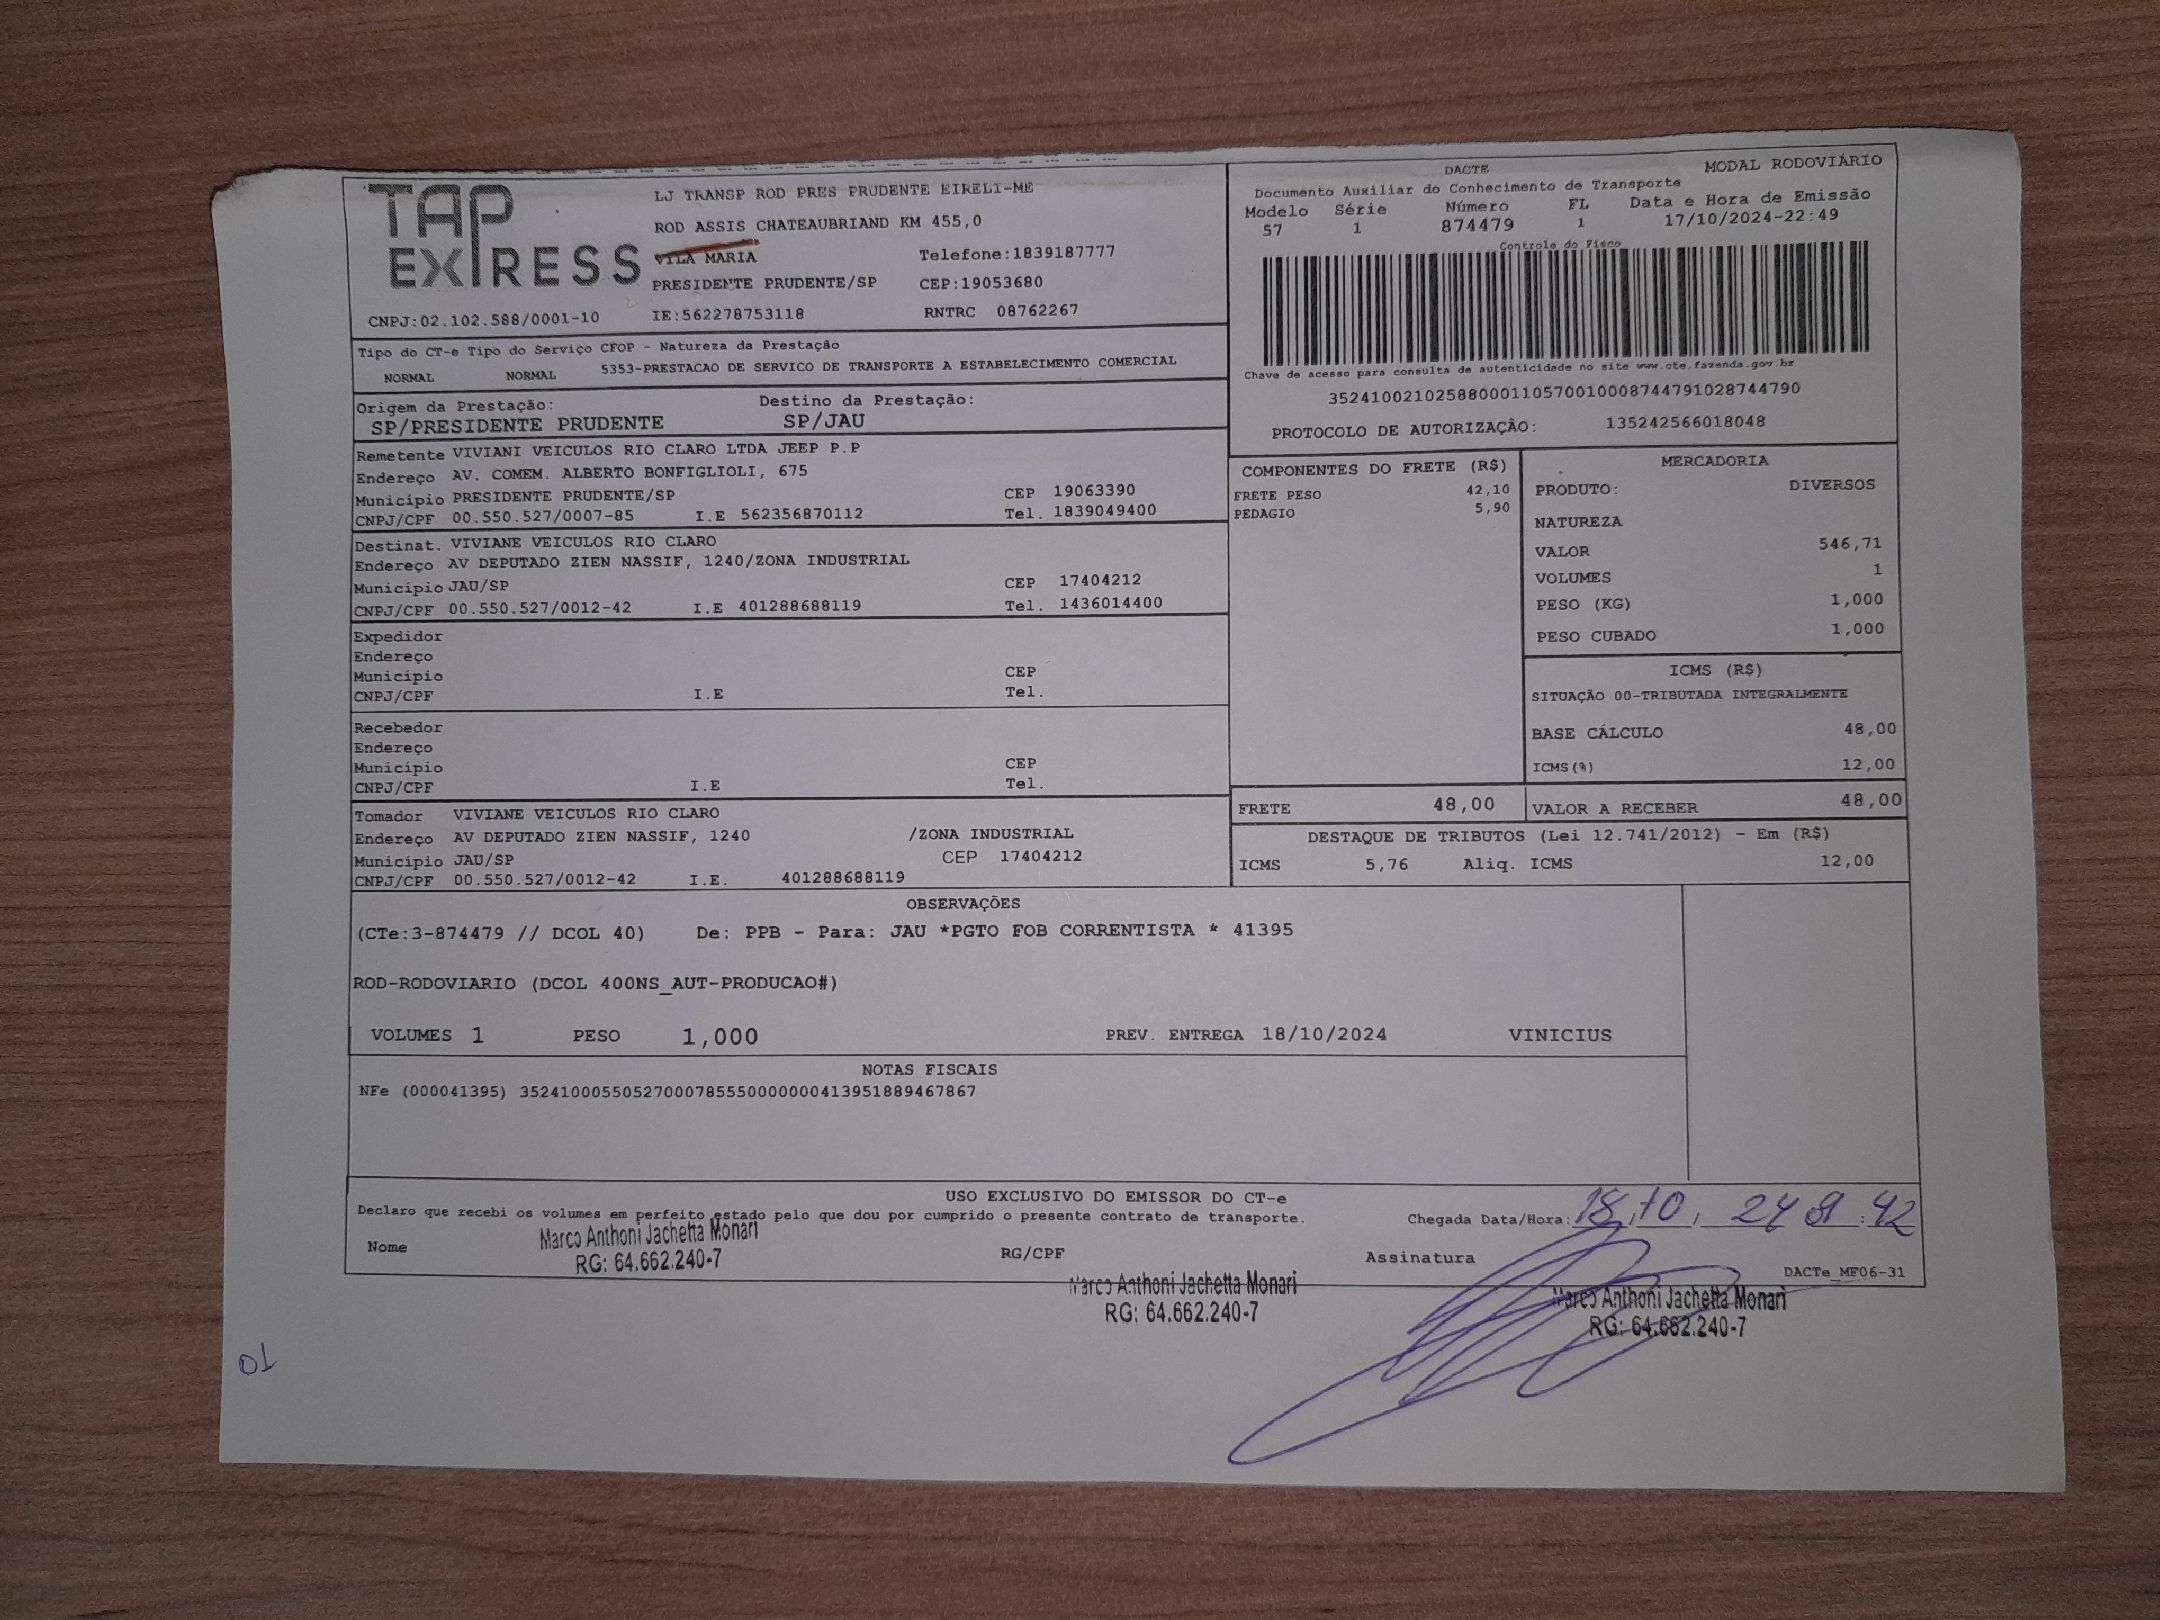 TAP
EXPRESS
LJ TRANSP ROD PRES PRUDENTE EIRELI-ME
ROD ASSIS CHATEAUBRIAND KM 455,0
VILA MARIA Telefone:1839187777
PRESIDENTE PRUDENTE/SP CEP:19053680
CNPJ:02.102.588/0001-10 IE:562278753118 RNTRC 08762267
DACTE MODAL RODOVIÁRIO
Documento Auxiliar do Conhecimento de Transporte
Modelo Série Número FL Data e Hora de Emissão
57 1 874479 1 17/10/2024-22:49
Controle do Fisco
Chave de acesso para consulta de autenticidade no site www.cte.fazenda.gov.br
35241002102588000110570010008744791028744790
PROTOCOLO DE AUTORIZAÇÃO: 135242566018048
Tipo do CT-e Tipo do Serviço CFOP - Natureza da Prestação
NORMAL NORMAL 5353-PRESTACAO DE SERVICO DE TRANSPORTE A ESTABELECIMENTO COMERCIAL
Origem da Prestação: Destino da Prestação:
SP/PRESIDENTE PRUDENTE SP/JAU
Remetente VIVIANI VEICULOS RIO CLARO LTDA JEEP P.P
Endereço AV. COMEM. ALBERTO BONFIGLIOLI, 675
Município PRESIDENTE PRUDENTE/SP CEP 19063390
CNPJ/CPF 00.550.527/0007-85 I.E 562356870112 Tel. 1839049400
Destinat. VIVIANE VEICULOS RIO CLARO
Endereço AV DEPUTADO ZIEN NASSIF, 1240/ZONA INDUSTRIAL
Município JAU/SP CEP 17404212
CNPJ/CPF 00.550.527/0012-42 I.E 401288688119 Tel. 1436014400
Expedidor
Endereço
Município CEP
CNPJ/CPF I.E Tel.
Recebedor
Endereço
Município CEP
CNPJ/CPF I.E Tel.
Tomador VIVIANE VEICULOS RIO CLARO
Endereço AV DEPUTADO ZIEN NASSIF, 1240 /ZONA INDUSTRIAL
Município JAU/SP CEP 17404212
CNPJ/CPF 00.550.527/0012-42 I.E. 401288688119
COMPONENTES DO FRETE (R$)
FRETE PESO 42,10
PEDAGIO 5,90
MERCADORIA
PRODUTO: DIVERSOS
NATUREZA
VALOR 546,71
VOLUMES 1
PESO (KG) 1,000
PESO CUBADO 1,000
ICMS (R$)
SITUAÇÃO 00-TRIBUTADA INTEGRALMENTE
BASE CÁLCULO 48,00
ICMS(%) 12,00
FRETE 48,00 VALOR A RECEBER 48,00
DESTAQUE DE TRIBUTOS (Lei 12.741/2012) - Em (R$)
ICMS 5,76 Aliq. ICMS 12,00
OBSERVAÇÕES
(CTe:3-874479 // DCOL 40) De: PPB - Para: JAU *PGTO FOB CORRENTISTA * 41395
ROD-RODOVIARIO (DCOL 400NS_AUT-PRODUCAO#)
VOLUMES 1 PESO 1,000 PREV. ENTREGA 18/10/2024 VINICIUS
NOTAS FISCAIS
NFe (000041395) 35241000550527000785550000000413951889467867
USO EXCLUSIVO DO EMISSOR DO CT-e
Declaro que recebi os volumes em perfeito estado pelo que dou por cumprido o presente contrato de transporte. Chegada Data/Hora: 18,10, 24 9:42
Nome Marco Anthoni Jachetta Monari RG/CPF Assinatura
RG: 64.662.240-7
DACTe MF06-31
Marco Anthoni Jachetta Monari
RG: 64.662.240-7
Marco Anthoni Jachetta Monari
RG: 64.662.240-7